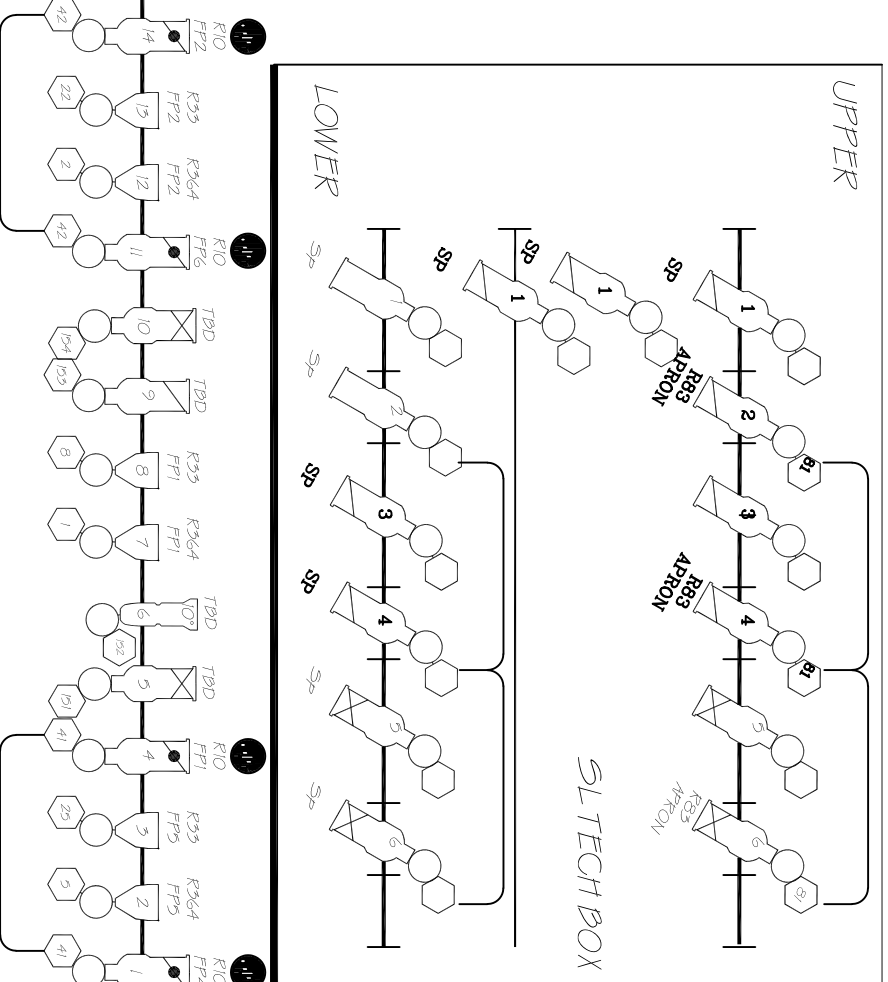 UPPER
SP
1
R83
APRON
2
81
3
R83
APRON
4
81
5
R83
APRON
6
81
SL TECH BOX
SP
1
SP
1
LOWER
SP
1
SP
2
SP
3
SP
4
SP
5
SP
6
R10
FP2
14
42
R33
FP2
13
22
R364
FP2
12
2
R10
FP6
11
42
TBD
10
154
TBD
9
153
R33
FP1
8
8
R364
FP1
7
1
TBD
10°
6
152
TBD
5
151
R10
FP1
4
41
R33
FP5
3
25
R364
FP5
2
5
R10
1
41